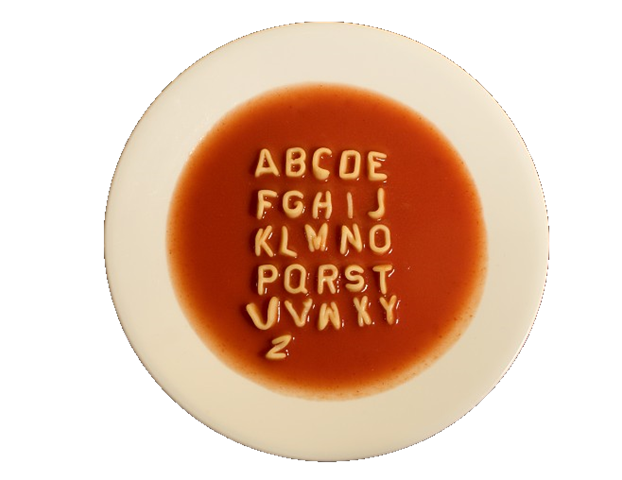 ABCDE
FGHIJ
KLMNO
PQRST
UVWXY
Z